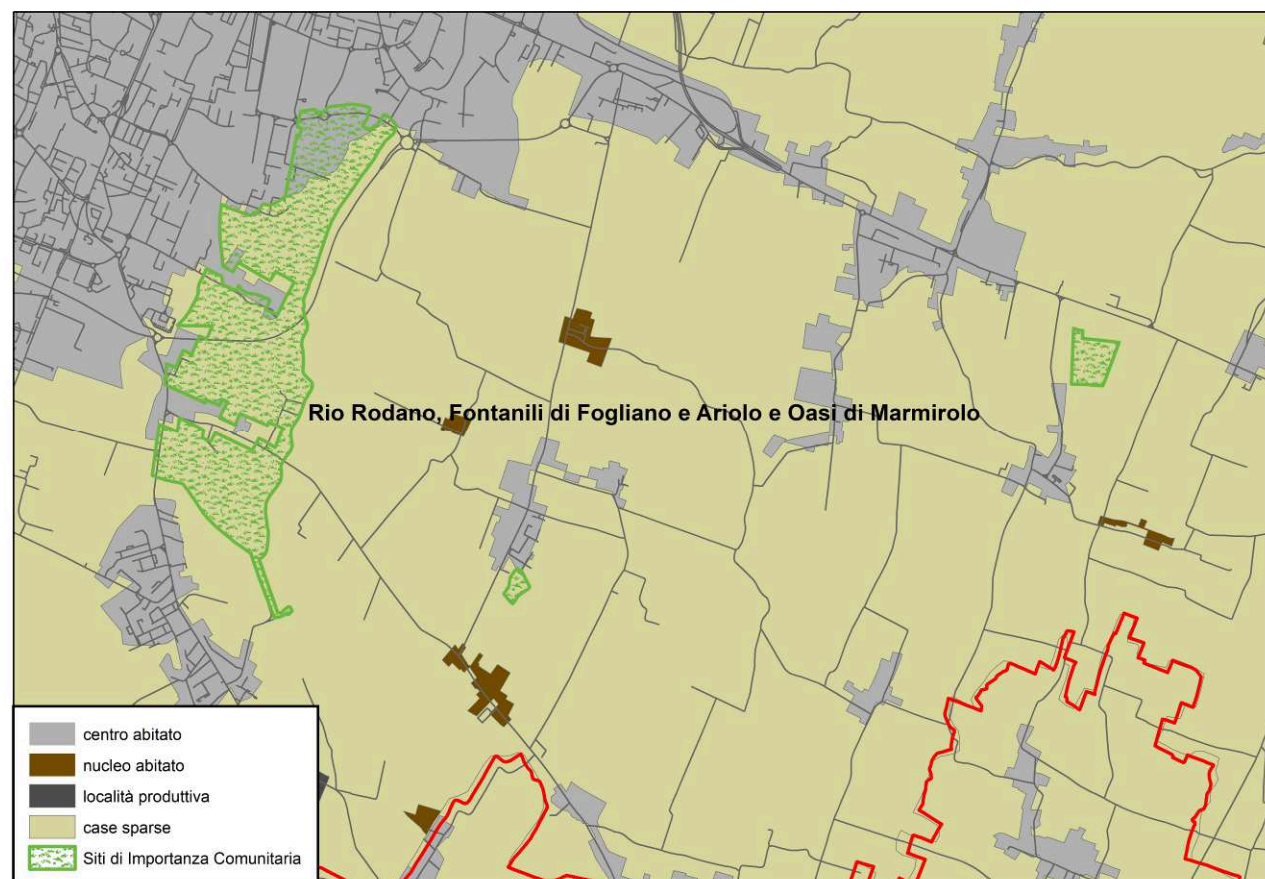 Rio Rodano, Fontanili di Fogliano e Ariolo e Oasi di Marmirolo
centro abitato
nucleo abitato
località produttiva
case sparse
Siti di Importanza Comunitaria